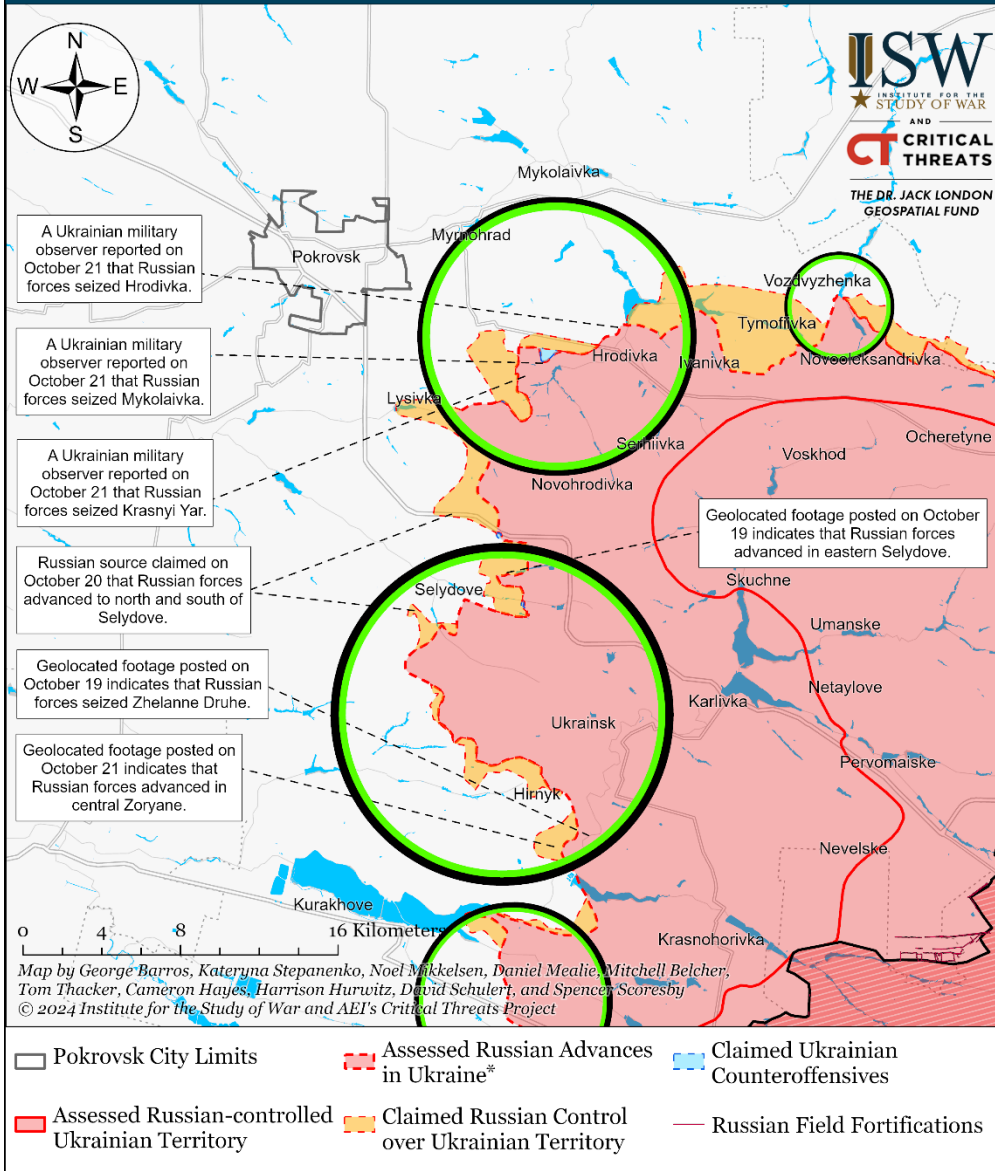 N
W
E
S
ISW
INSTITUTE FOR THE
STUDY OF WAR
AND
CT CRITICAL
THREATS
THE DR. JACK LONDON
GEOSPATIAL FUND
A Ukrainian military
observer reported on
October 21 that Russian
forces seized Hrodivka.
A Ukrainian military
observer reported on
October 21 that Russian
forces seized Mykolaivka.
A Ukrainian military
observer reported on
October 21 that Russian
forces seized Krasnyi Yar.
Russian source claimed
on October 20 that Russian forces
advanced to north and south of
Selydove.
Geolocated footage posted on
October 19 indicates that Russian
forces seized Zhelanne Druhe.
Geolocated footage posted on
October 21 indicates that
Russian forces advanced in
central Zoryane.
Geolocated footage posted on October
19 indicates that Russian forces
advanced in eastern Selydove.
Mykolaivka
Myrnohrad
Pokrovsk
Vozdvyzhenka
Tymofiivka
Hrodivka
Ivanivka
Novooleksandrivka
Lysivka
Semiivka
Ocheretyne
Voskhod
Novohrodivka
Selydove
Skuchne
Umanske
Netaylove
Karlivka
Ukrainsk
Pervomaiske
Hirnyk
Nevelske
Kurakhove
Krasnohorivka
0 4 8 16 Kilometers
Map by George Barros, Kateryna Stepanenko, Noel Mikkelsen, Daniel Mealie, Mitchell Belcher,
Tom Thacker, Cameron Hayes, Harrison Hurwitz, David Schulert, and Spencer Scoresby
© 2024 Institute for the Study of War and AEI's Critical Threats Project
Pokrovsk City Limits
Assessed Russian Advances
in Ukraine*
Claimed Ukrainian
Counteroffensives
Assessed Russian-controlled
Ukrainian Territory
Claimed Russian Control
over Ukrainian Territory
Russian Field Fortifications